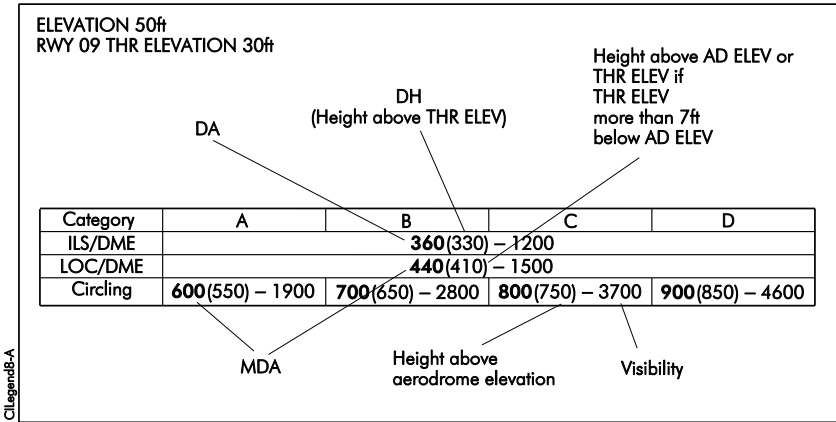 ELEVATION 50ft
RWY 09 THR ELEVATION 30ft
Height above AD ELEV or
THR ELEV if
THR ELEV
more than 7ft
below AD ELEV
DH
(Height above THR ELEV)
DA
Category A B C D
ILS/DME 360(330) – 1200
LOC/DME 440(410) – 1500
Circling 600(550) – 1900 700(650) – 2800 800(750) – 3700 900(850) – 4600
MDA
Height above
aerodrome elevation
Visibility
CILegend8-A